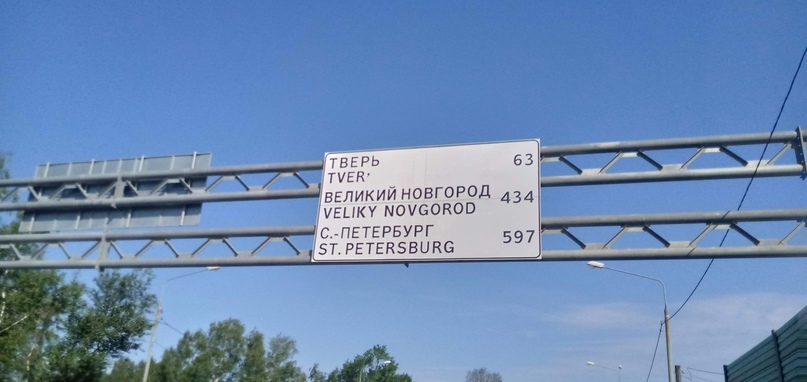 ТВЕРЬ 63
TVER’
ВЕЛИКИЙ НОВГОРОД 434
VELIKY NOVGOROD
С.-ПЕТЕРБУРГ 597
ST. PETERSBURG